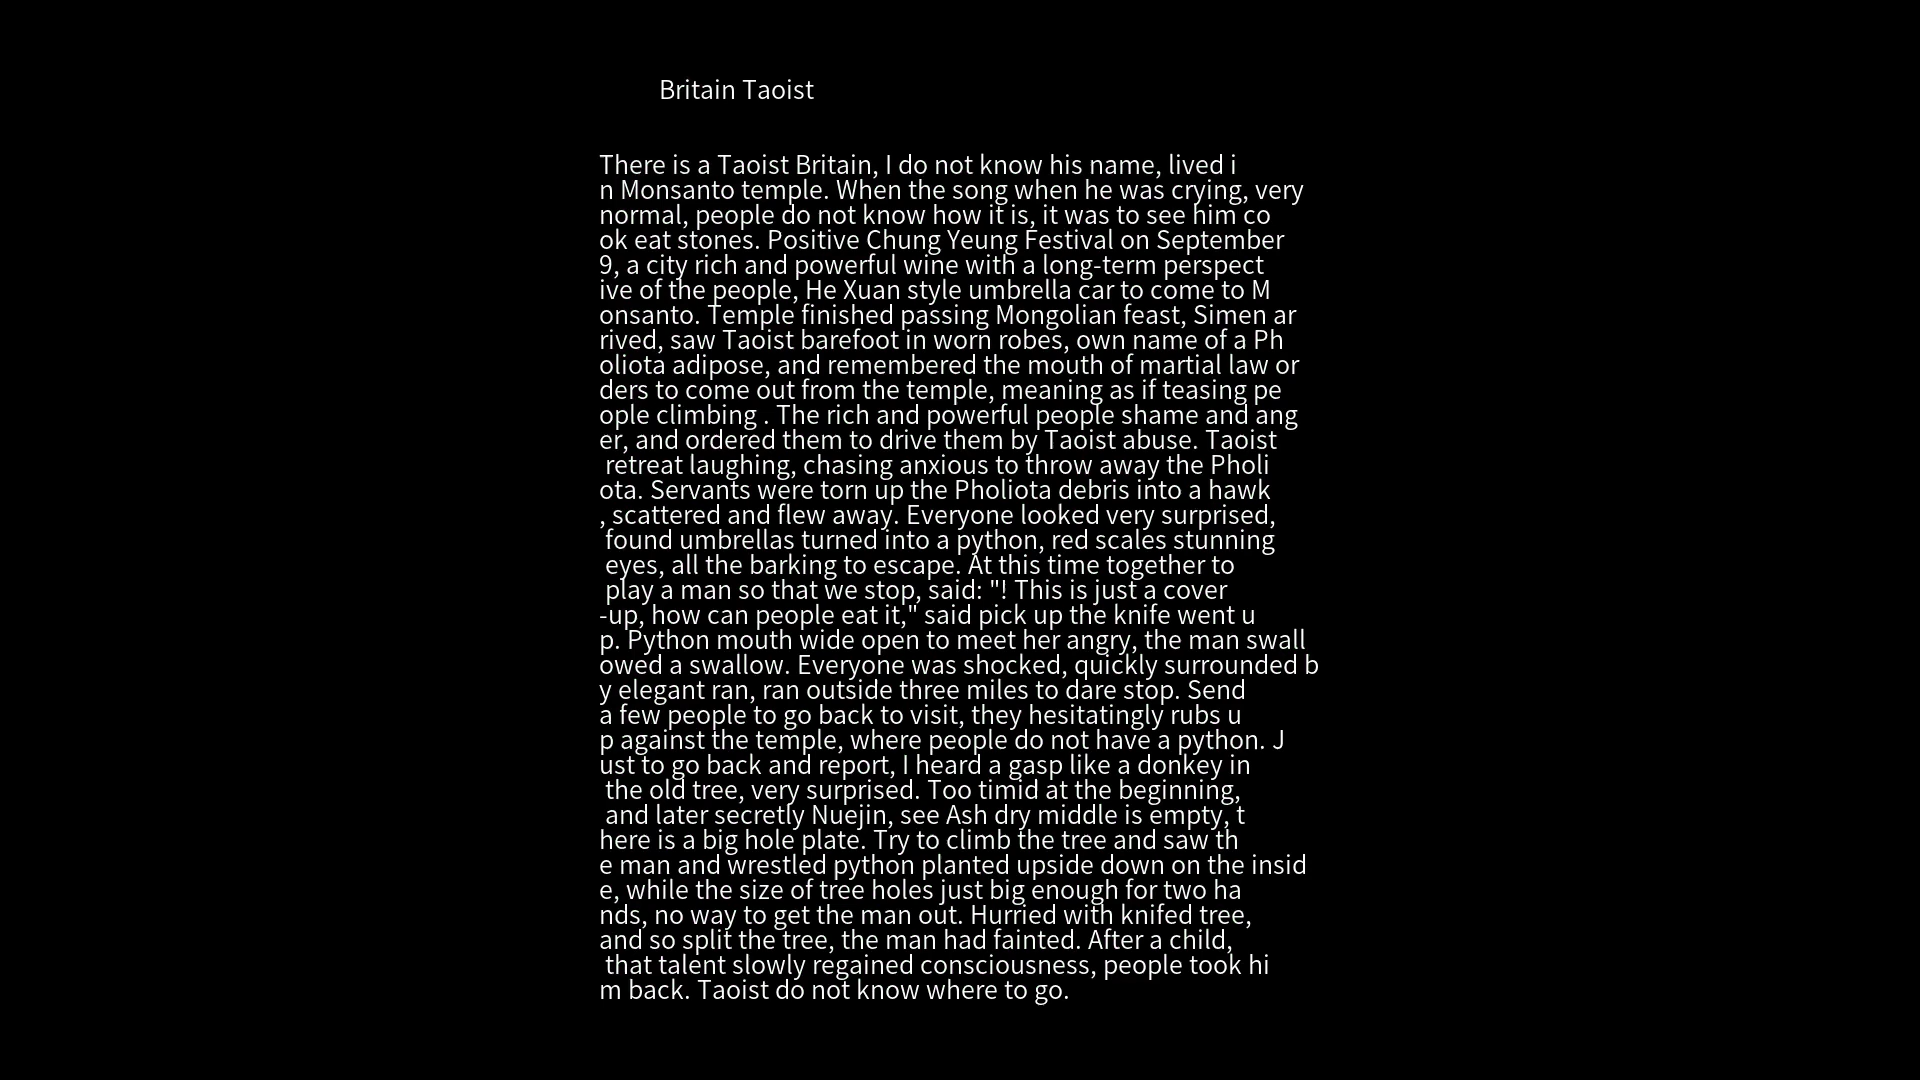 Britain Taoist
There is a Taoist Britain, I do not know his name, lived i
n Monsanto temple. When the song when he was crying, very
normal, people do not know how it is, it was to see him co
ok eat stones. Positive Chung Yeung Festival on September
9, a city rich and powerful wine with a long-term perspect
ive of the people, He Xuan style umbrella car to come to M
onsanto. Temple finished passing Mongolian feast, Simen ar
rived, saw Taoist barefoot in worn robes, own name of a Ph
oliota adipose, and remembered the mouth of martial law or
ders to come out from the temple, meaning as if teasing pe
ople climbing . The rich and powerful people shame and ang
er, and ordered them to drive them by Taoist abuse. Taoist
 retreat laughing, chasing anxious to throw away the Pholi
ota. Servants were torn up the Pholiota debris into a hawk
, scattered and flew away. Everyone looked very surprised,
 found umbrellas turned into a python, red scales stunning
 eyes, all the barking to escape. At this time together to
 play a man so that we stop, said: "! This is just a cover
-up, how can people eat it," said pick up the knife went u
p. Python mouth wide open to meet her angry, the man swall
owed a swallow. Everyone was shocked, quickly surrounded b
y elegant ran, ran outside three miles to dare stop. Send
a few people to go back to visit, they hesitatingly rubs u
p against the temple, where people do not have a python. J
ust to go back and report, I heard a gasp like a donkey in
 the old tree, very surprised. Too timid at the beginning,
 and later secretly Nuejin, see Ash dry middle is empty, t
here is a big hole plate. Try to climb the tree and saw th
e man and wrestled python planted upside down on the insid
e, while the size of tree holes just big enough for two ha
nds, no way to get the man out. Hurried with knifed tree,
and so split the tree, the man had fainted. After a child,
 that talent slowly regained consciousness, people took hi
m back. Taoist do not know where to go.